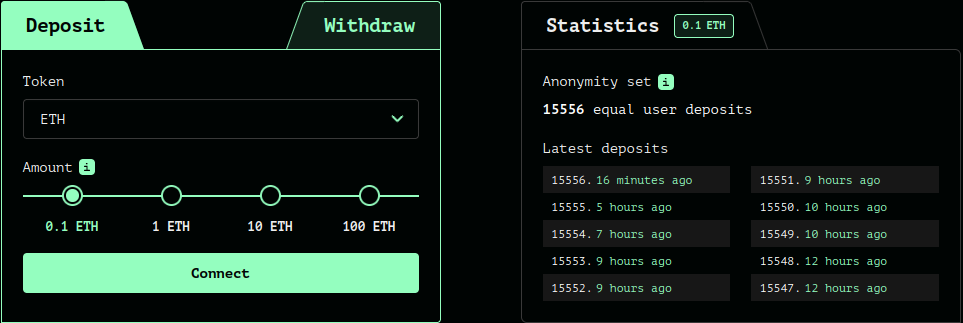 Deposit
Withdraw
Token
ETH
Amount i
0.1 ETH 1 ETH 10 ETH 100 ETH
Connect
Statistics 0.1 ETH
Anonymity set i
15556 equal user deposits
Latest deposits
15556. 16 minutes ago
15555. 5 hours ago
15554. 7 hours ago
15553. 9 hours ago
15552. 9 hours ago
15551. 9 hours ago
15550. 10 hours ago
15549. 10 hours ago
15548. 12 hours ago
15547. 12 hours ago